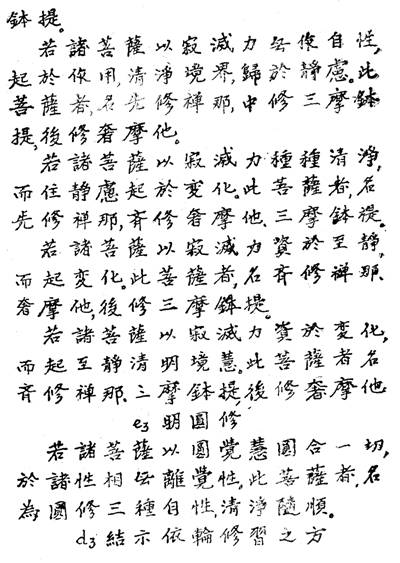 鉢提。
若諸菩薩以寂滅力无作自性,
起於作用,清淨境界,歸於靜慮。此
菩薩者,名先修禪那,中修三摩鉢
提,後修奢摩他。
若諸菩薩以寂滅力種種清淨,
而住靜慮起於变化。此菩薩者,名
先修禪那,齐修奢摩他、三摩鉢提。
若諸菩薩以寂滅力資於至靜,
而起变化。此菩薩者,名齐修禪那、
奢摩他,後修三摩鉢提。
若諸菩薩以寂滅力資於变化,
而起至靜清明境慧。此菩薩者名
齐修禪那、三摩鉢提,後修奢摩他。
e3 明圓修
若諸菩薩以圓覺慧圓合一切,
於諸性相无離覺性,此菩薩者,名
為圓修三種自性,清淨隨順。
d3 結示依輪修習之方